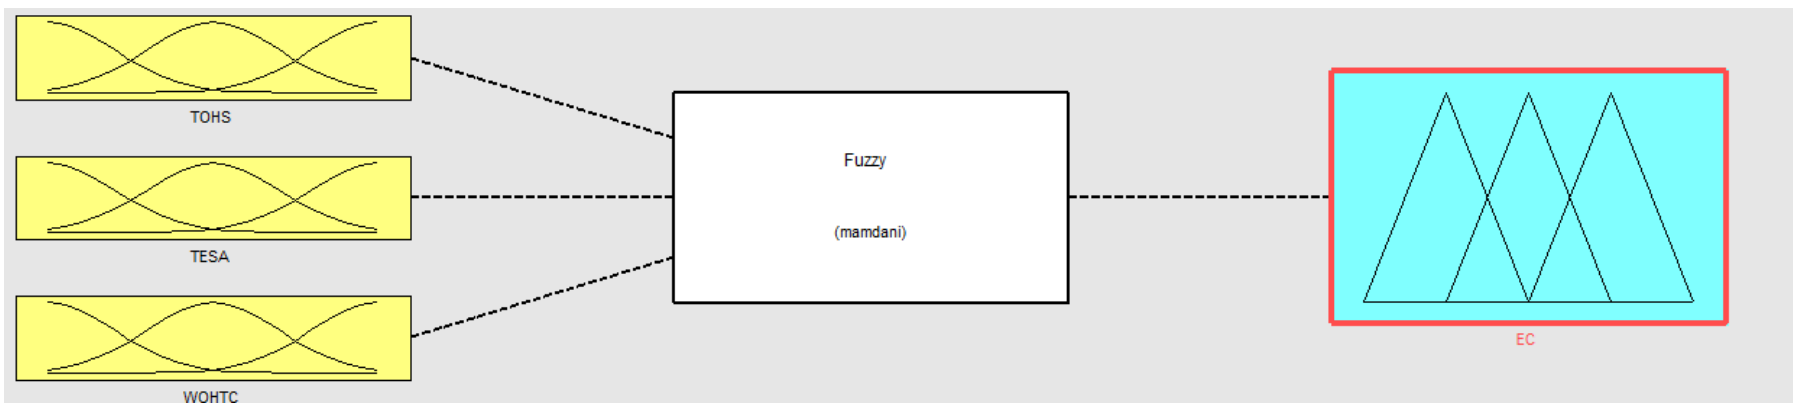 TOHS
TESA
WOHTC
Fuzzy
(mamdani)
EC